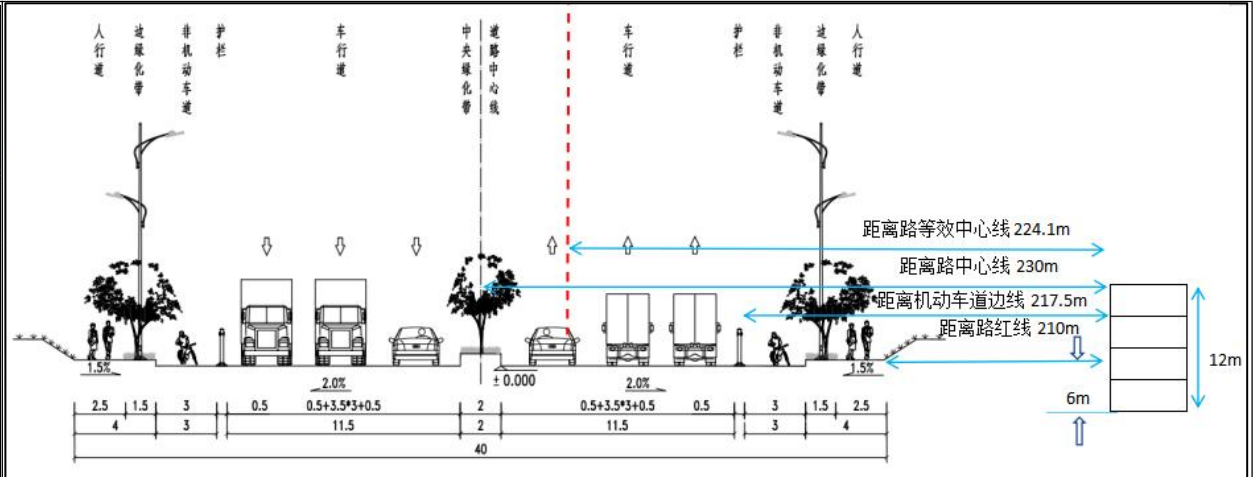 人行道
边缘化带
非机动车道
护栏
车行道
中央绿化带
道路中心线
车行道
护栏
非机动车道
边缘化带
人行道
距离路等效中心线 224.1m
距离路中心线 230m
距离机动车道边线 217.5m
距离路红线 210m
12m
6m
1.5%
2.0%
± 0.000
2.0%
1.5%
2.5 1.5 3 0.5 0.5+3.5*3+0.5 2 0.5+3.5*3+0.5 0.5 3 1.5 2.5
4 3 11.5 2 11.5 3 4
40